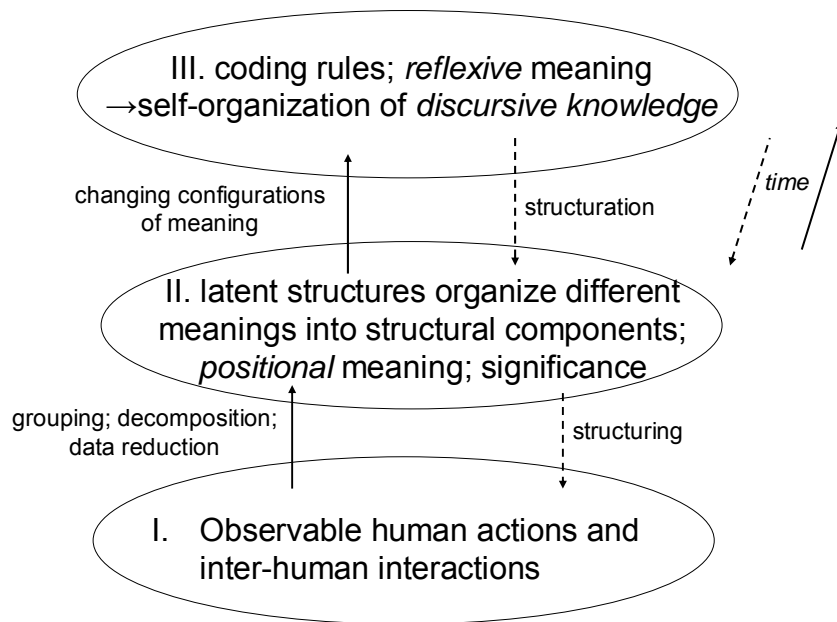 III. coding rules; reflexive meaning
→self-organization of discursive knowledge
changing configurations
of meaning
structuration
time
II. latent structures organize different
meanings into structural components;
positional meaning; significance
grouping; decomposition;
data reduction
structuring
I. Observable human actions and
inter-human interactions